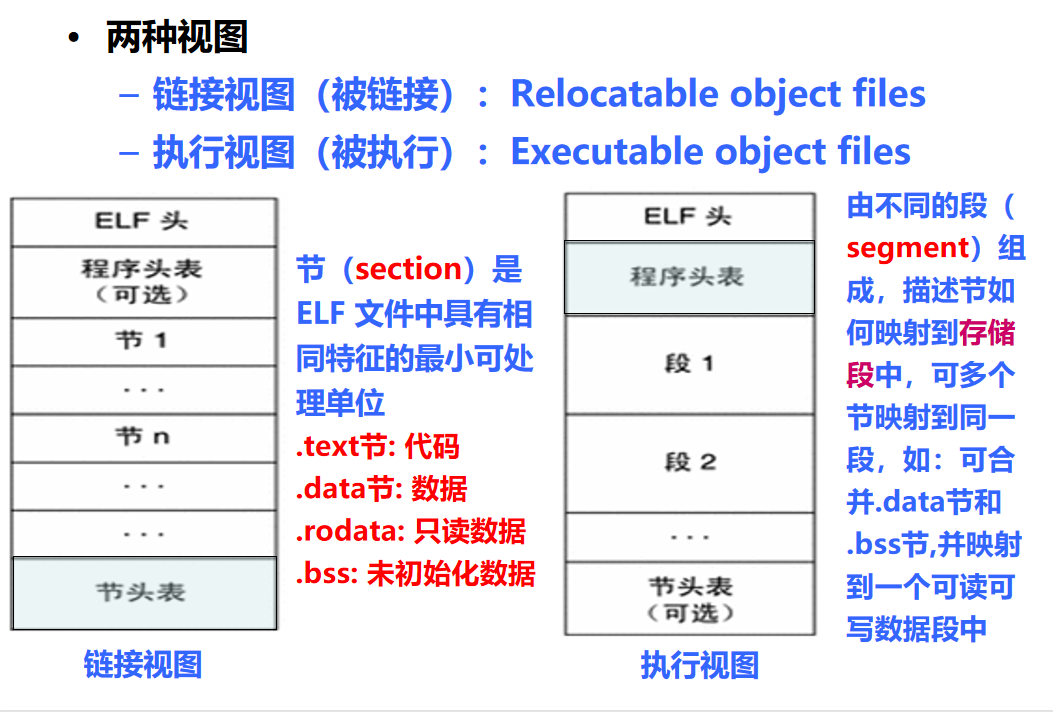 • 两种视图
– 链接视图（被链接）：Relocatable object files
– 执行视图（被执行）：Executable object files
ELF 头
程序头表
（可选）
节 1
...
节 n
...
...
节头表
链接视图
节（section）是
ELF 文件中具有相
同特征的最小可处
理单位
.text节: 代码
.data节: 数据
.rodata: 只读数据
.bss: 未初始化数据
ELF 头
程序头表
段 1
段 2
...
节头表
（可选）
执行视图
由不同的段（
segment）组
成，描述节如
何映射到存储
段中，可多个
节映射到同一
段，如：可合
并.data节和
.bss节,并映射
到一个可读可
写数据段中